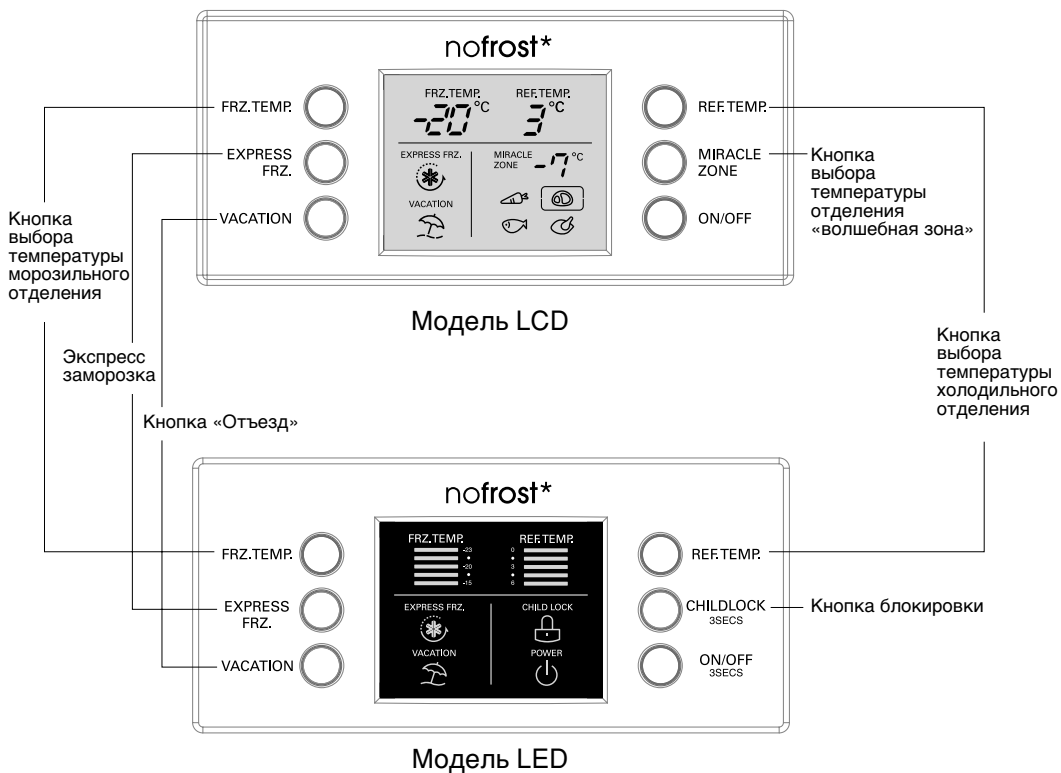 nofrost*
FRZ.TEMP.
EXPRESS
FRZ.
VACATION
FRZ.TEMP.
-20 °C
REF.TEMP.
3 °C
EXPRESS FRZ.
VACATION
MIRACLE
ZONE
-7 °C
REF.TEMP.
MIRACLE
ZONE
ON/OFF
Кнопка
выбора
температуры
отделения
«волшебная зона»
Кнопка
выбора
температуры
морозильного
отделения
Модель LCD
Экспресс
заморозка
Кнопка «Отъезд»
Кнопка
выбора
температуры
холодильного
отделения
nofrost*
FRZ.TEMP.
EXPRESS
FRZ.
VACATION
FRZ.TEMP.
-23
-20
-15
REF.TEMP.
0
3
6
EXPRESS FRZ.
CHILD LOCK
VACATION
POWER
REF.TEMP.
CHILDLOCK
3SECS
ON/OFF
3SECS
Кнопка блокировки
Модель LED